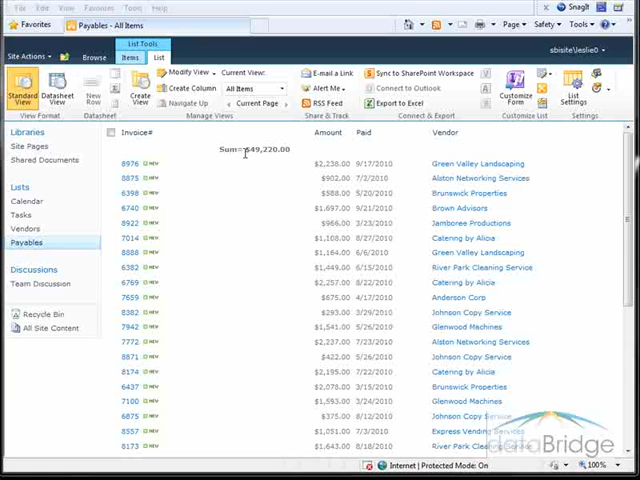 File Edit View Favorites Tools Help SnagIt
Favorites Payables - All Items Page Safety Tools
List Tools
Site Actions Browse Items List sbisite\leslie0
Standard View Datasheet View New Row Create View Modify View Current View: E-mail a Link Sync to SharePoint Workspace Customize Form List Settings
Create Column All Items Alert Me Connect to Outlook
Navigate Up Current Page RSS Feed Export to Excel
View Format Datasheet Manage Views Share & Track Connect & Export Settings
Libraries
Site Pages
Shared Documents
Lists
Calendar
Tasks
Vendors
Payables
Discussions
Team Discussion
Recycle Bin
All Site Content
Invoice# Amount Paid Vendor
Sum= $49,220.00
8976 NEW $2,238.00 9/17/2010 Green Valley Landscaping
8875 NEW $902.00 7/2/2010 Alston Networking Services
6398 NEW $588.00 5/20/2010 Brunswick Properties
6740 NEW $1,697.00 9/21/2010 Brown Advisors
8922 NEW $966.00 3/23/2010 Jamboree Productions
7014 NEW $1,108.00 8/27/2010 Catering by Alicia
8888 NEW $1,164.00 6/6/2010 Green Valley Landscaping
6382 NEW $1,449.00 6/15/2010 River Park Cleaning Service
6769 NEW $2,257.00 8/22/2010 Catering by Alicia
7659 NEW $675.00 4/17/2010 Anderson Corp
8382 NEW $293.00 3/29/2010 Johnson Copy Service
7942 NEW $1,541.00 5/26/2010 Glenwood Machines
7772 NEW $2,237.00 5/23/2010 Alston Networking Services
8871 NEW $422.00 5/26/2010 Johnson Copy Service
8174 NEW $2,195.00 7/22/2010 Catering by Alicia
6437 NEW $2,078.00 3/18/2010 Brunswick Properties
7100 NEW $1,593.00 3/24/2010 Glenwood Machines
6875 NEW $375.00 8/12/2010 Johnson Copy Service
8557 NEW $1,051.00 7/3/2010 Express Vending Services
8173 NEW $1,643.00 8/18/2010 River Park Cleaning Service
dataBridge
Internet | Protected Mode: On 100%